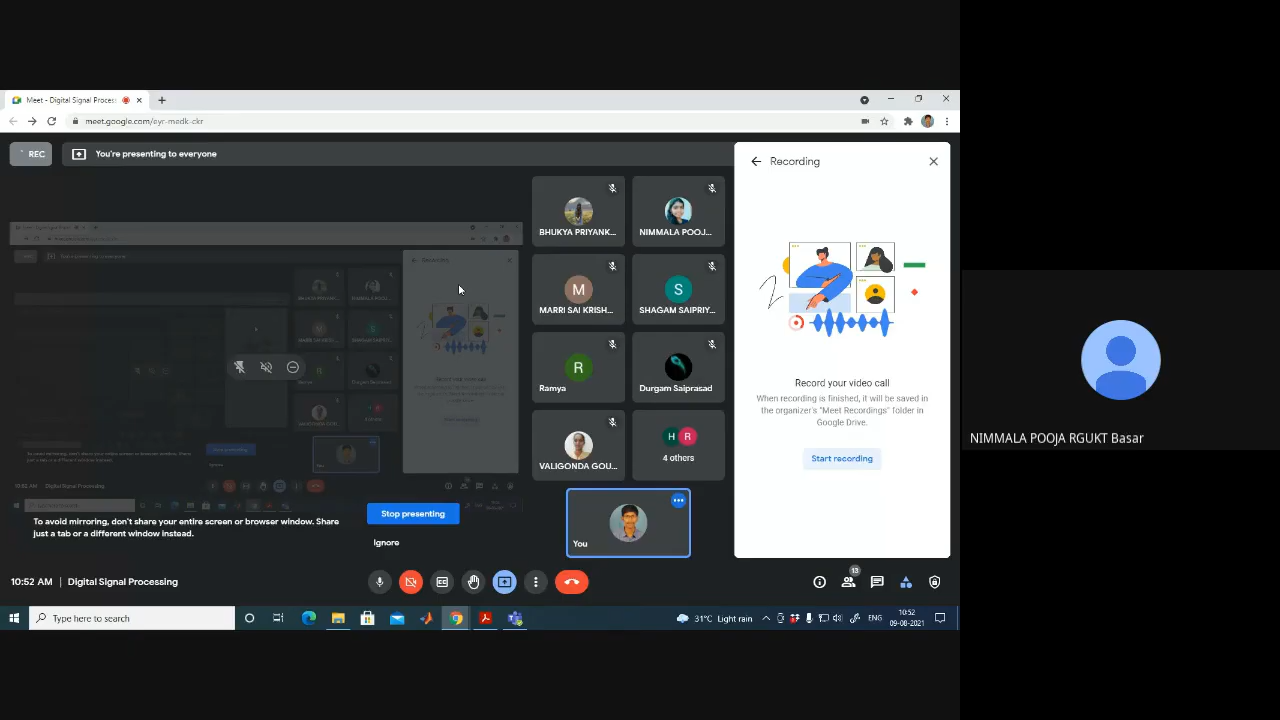 Meet - Digital Signal Process
meet.google.com/eyr-medk-ckr
REC
You're presenting to everyone
Recording
BHUKYA PRIYANK...
NIMMALA POOJ...
MARRI SAI KRISH...
SHAGAM SAIPRIY...
M
S
R
Ramya
Durgam Saiprasad
VALIGONDA GOU...
H R
4 others
You
Record your video call
When recording is finished, it will be saved in
the organizer's "Meet Recordings" folder in
Google Drive.
Start recording
To avoid mirroring, don't share your entire screen or browser window. Share
just a tab or a different window instead.
Stop presenting
Ignore
10:52 AM | Digital Signal Processing
13
Type here to search
31°C Light rain
ENG
10:52
09-08-2021
NIMMALA POOJA RGUKT Basar